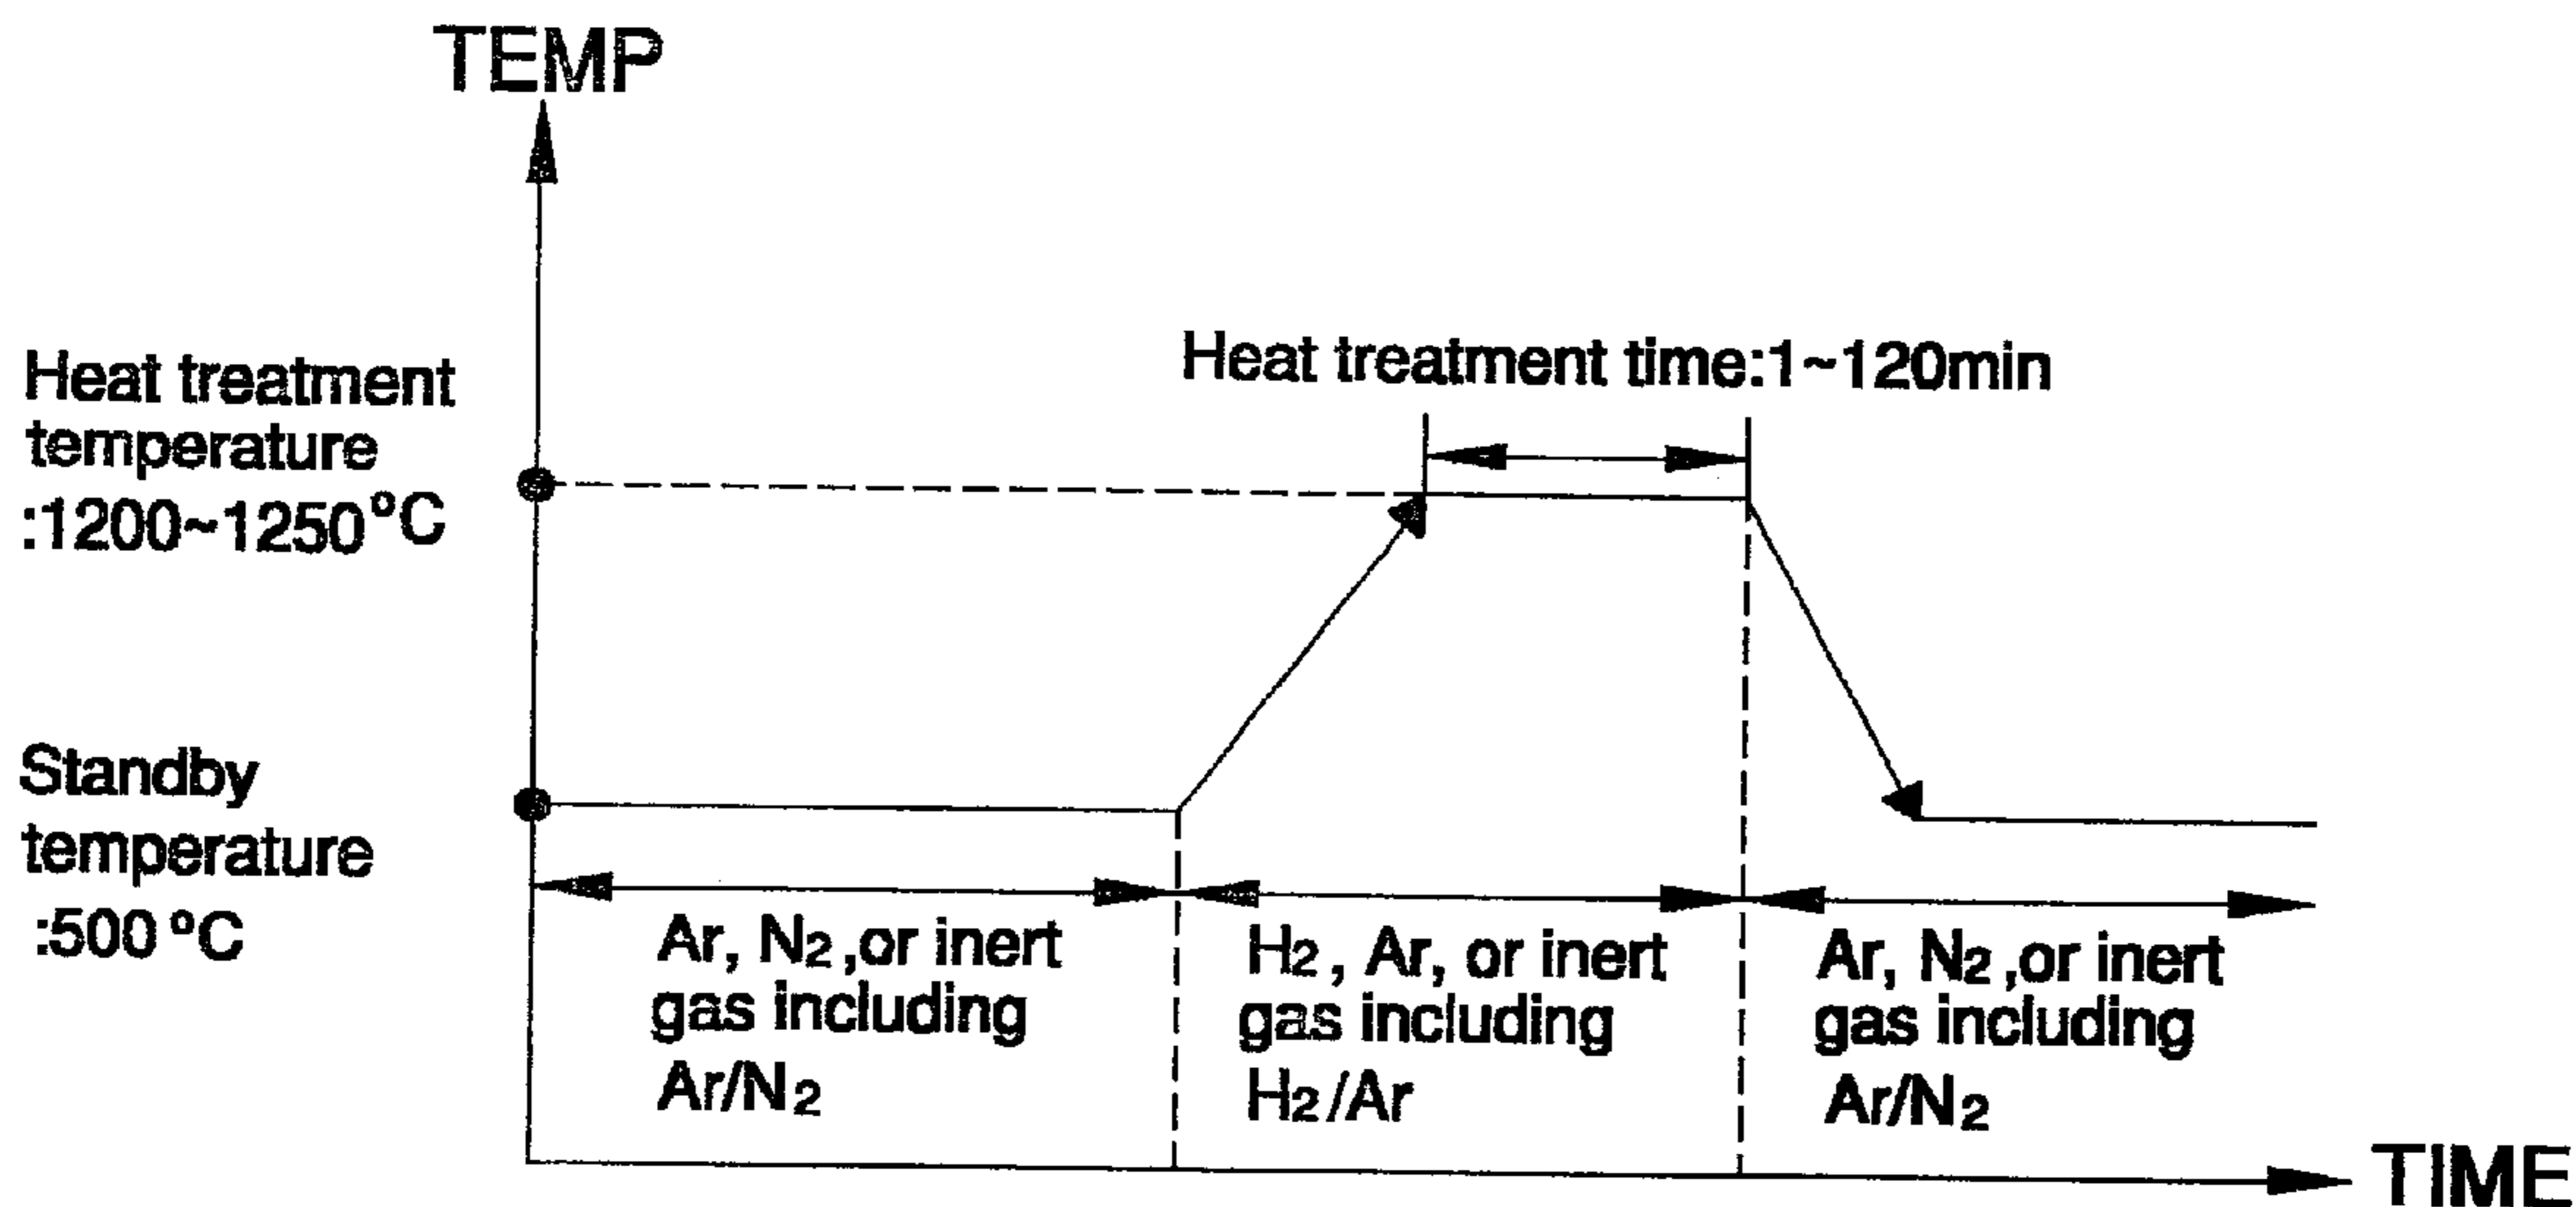 TEMP
Heat treatment time:1~120min
Heat treatment
temperature
:1200~1250°C
Standby
temperature
:500 °C
Ar, N2 ,or inert
gas including
Ar/N2
H2, Ar, or inert
gas including
H2/Ar
Ar, N2 ,or inert
gas including
Ar/N2
TIME